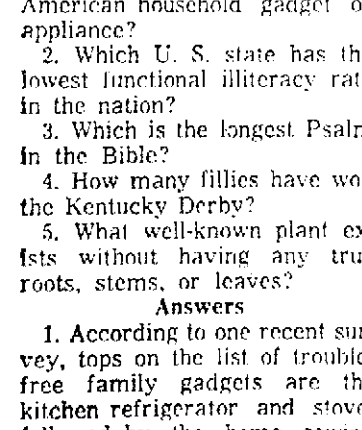 American household gadget o
appliance?
2. Which U. S. state has th
lowest functional illiteracy rat
in the nation?
3. Which is the longest Psalm
in the Bible?
4. How many fillies have wo
the Kentucky Derby?
5. What well-known plant ex
ists without having any tru
roots, stems, or leaves?
Answers
1. According to one recent sur
vey, tops on the list of trouble
free family gadgets are th
kitchen refrigerator and stove